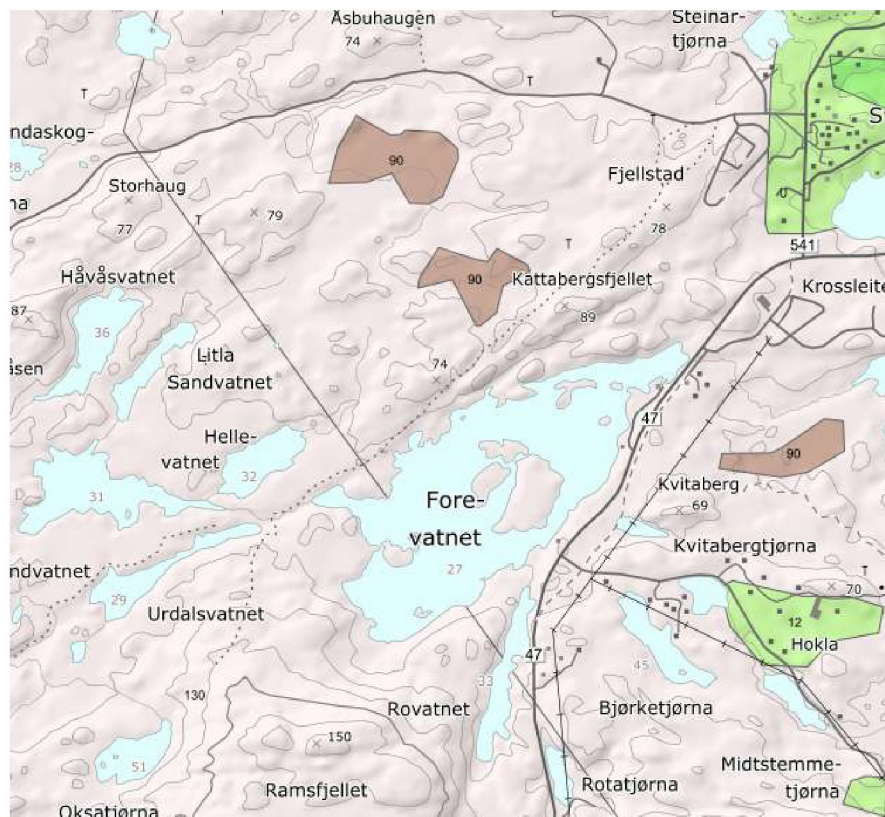 Åsbuhaugen
74
Steinar-
tjørna
T
T
ndaskog-
28
na
90
T
S
Storhaug
77
79
T
Fjellstad
78
T
541
Håvåsvatnet
36
87
åsen
90
Kattabergsfjellet
89
Krossleite
Litla
Sandvatnet
74
47
Helle-
vatnet
32
31
D
90
Kvitaberg
69
Fore-
vatnet
27
Kvitabergtjørna
ndvatnet
29
Urdalsvatnet
T
70
12
Hokla
47
45
33
130
Rovatnet
Bjørketjørna
150
51
Ramsfjellet
Rotatjørna
Midtstemme-
tjørna
Oksatjørna